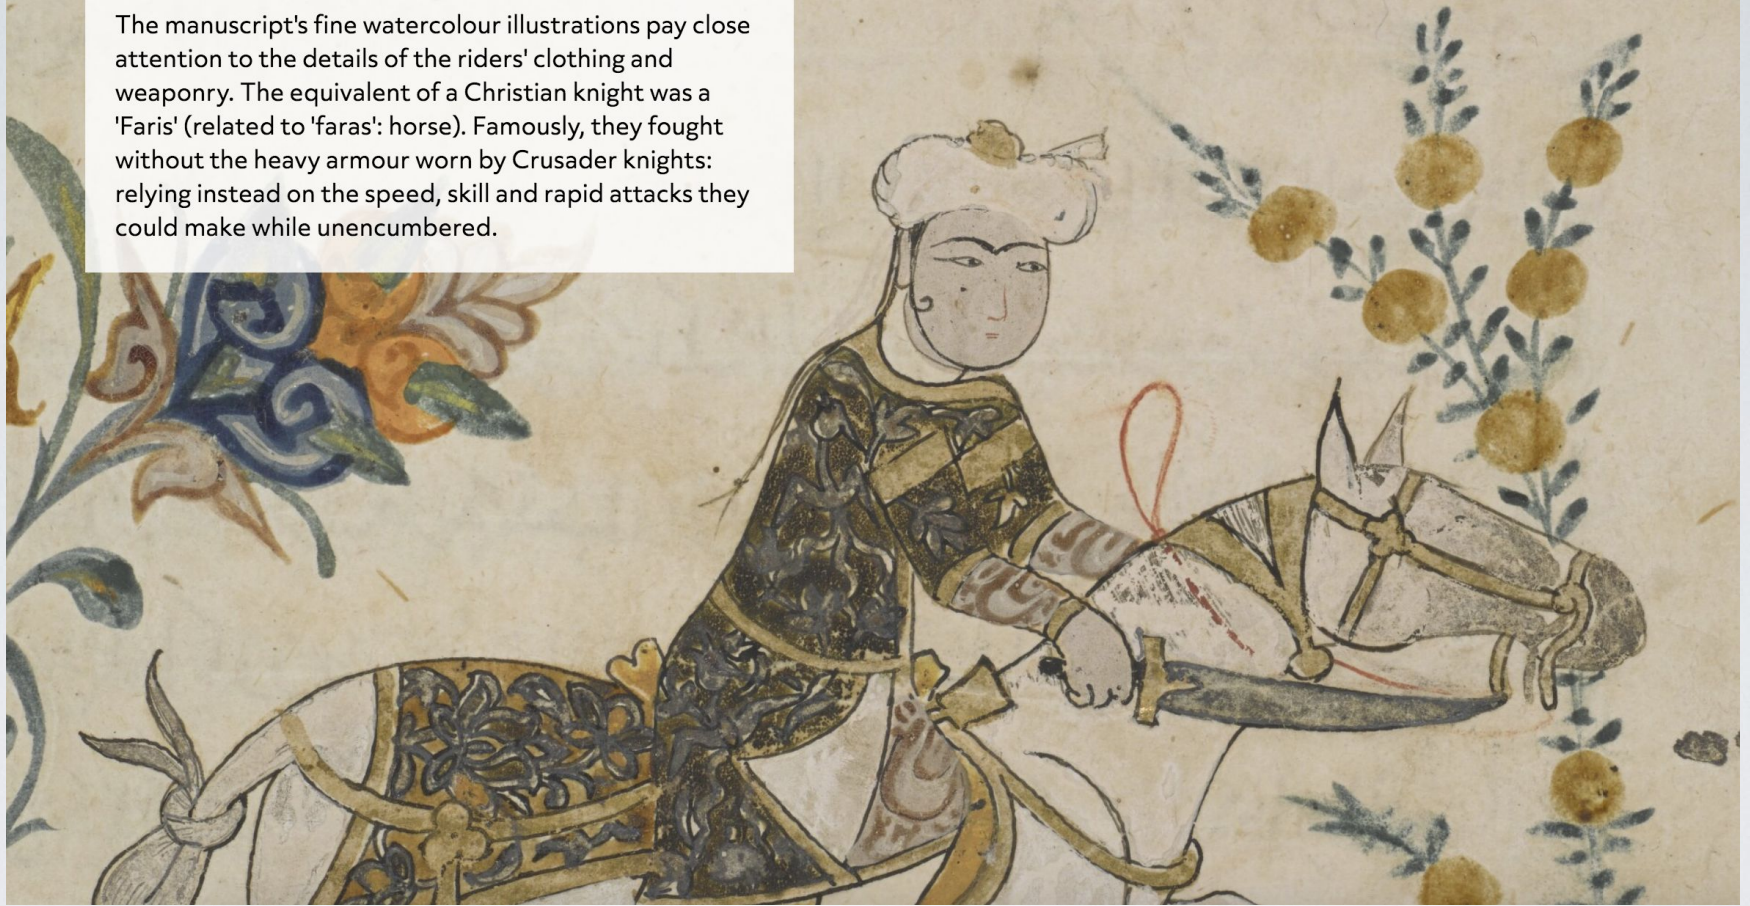 The manuscript's fine watercolour illustrations pay close
attention to the details of the riders' clothing and
weaponry. The equivalent of a Christian knight was a
'Faris' (related to 'faras': horse). Famously, they fought
without the heavy armour worn by Crusader knights:
relying instead on the speed, skill and rapid attacks they
could make while unencumbered.